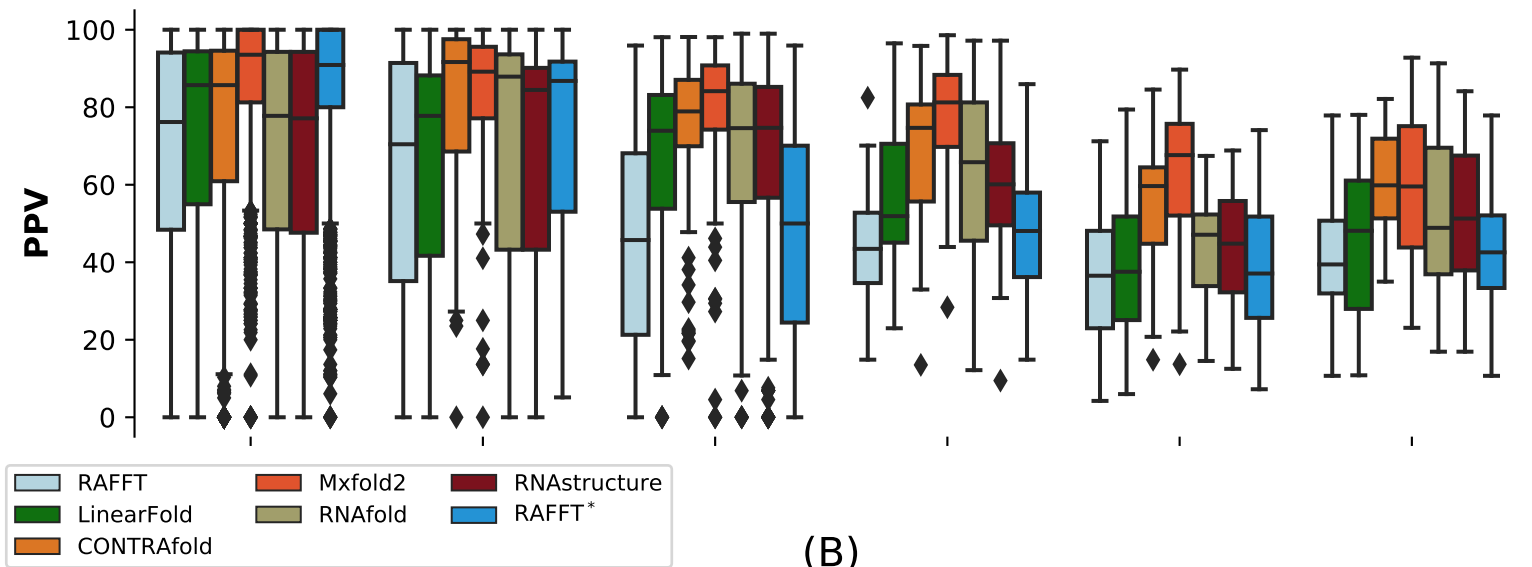 100
80
60
40
20
0
PPV
RAFFT
LinearFold
CONTRAfold
Mxfold2
RNAfold
RNAstructure
RAFFT*
(B)